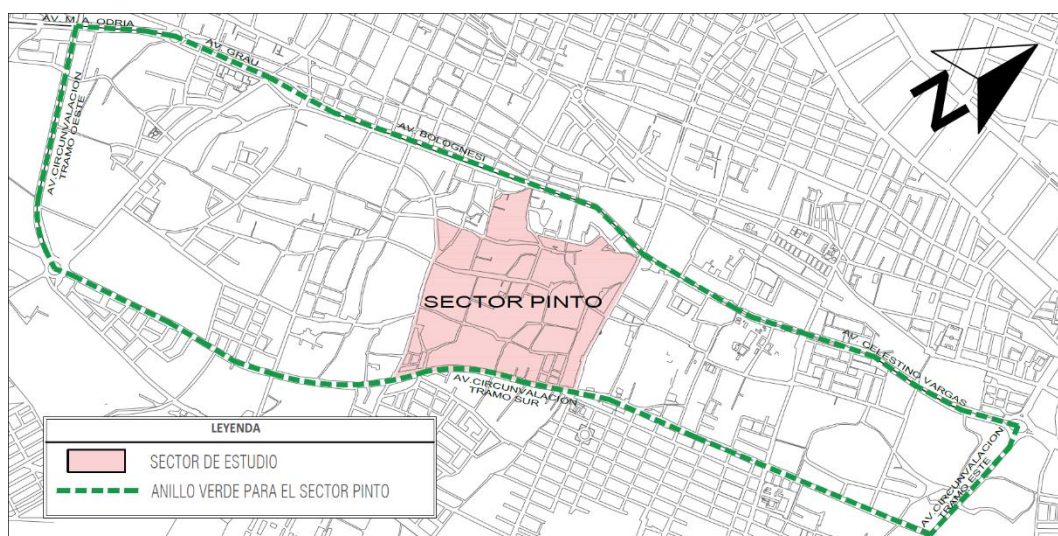 AV. M. A. ODRIA
AV. GRAU
AV. CIRCUNVALACION
TRAMO OESTE
AV. BOLOGNESI
N
SECTOR PINTO
AV. CELESTINO VARGAS
AV.CIRCUNVALACION
TRAMO SUR
AV.CIRCUNVALACION
TRAMO ESTE
LEYENDA
SECTOR DE ESTUDIO
ANILLO VERDE PARA EL SECTOR PINTO